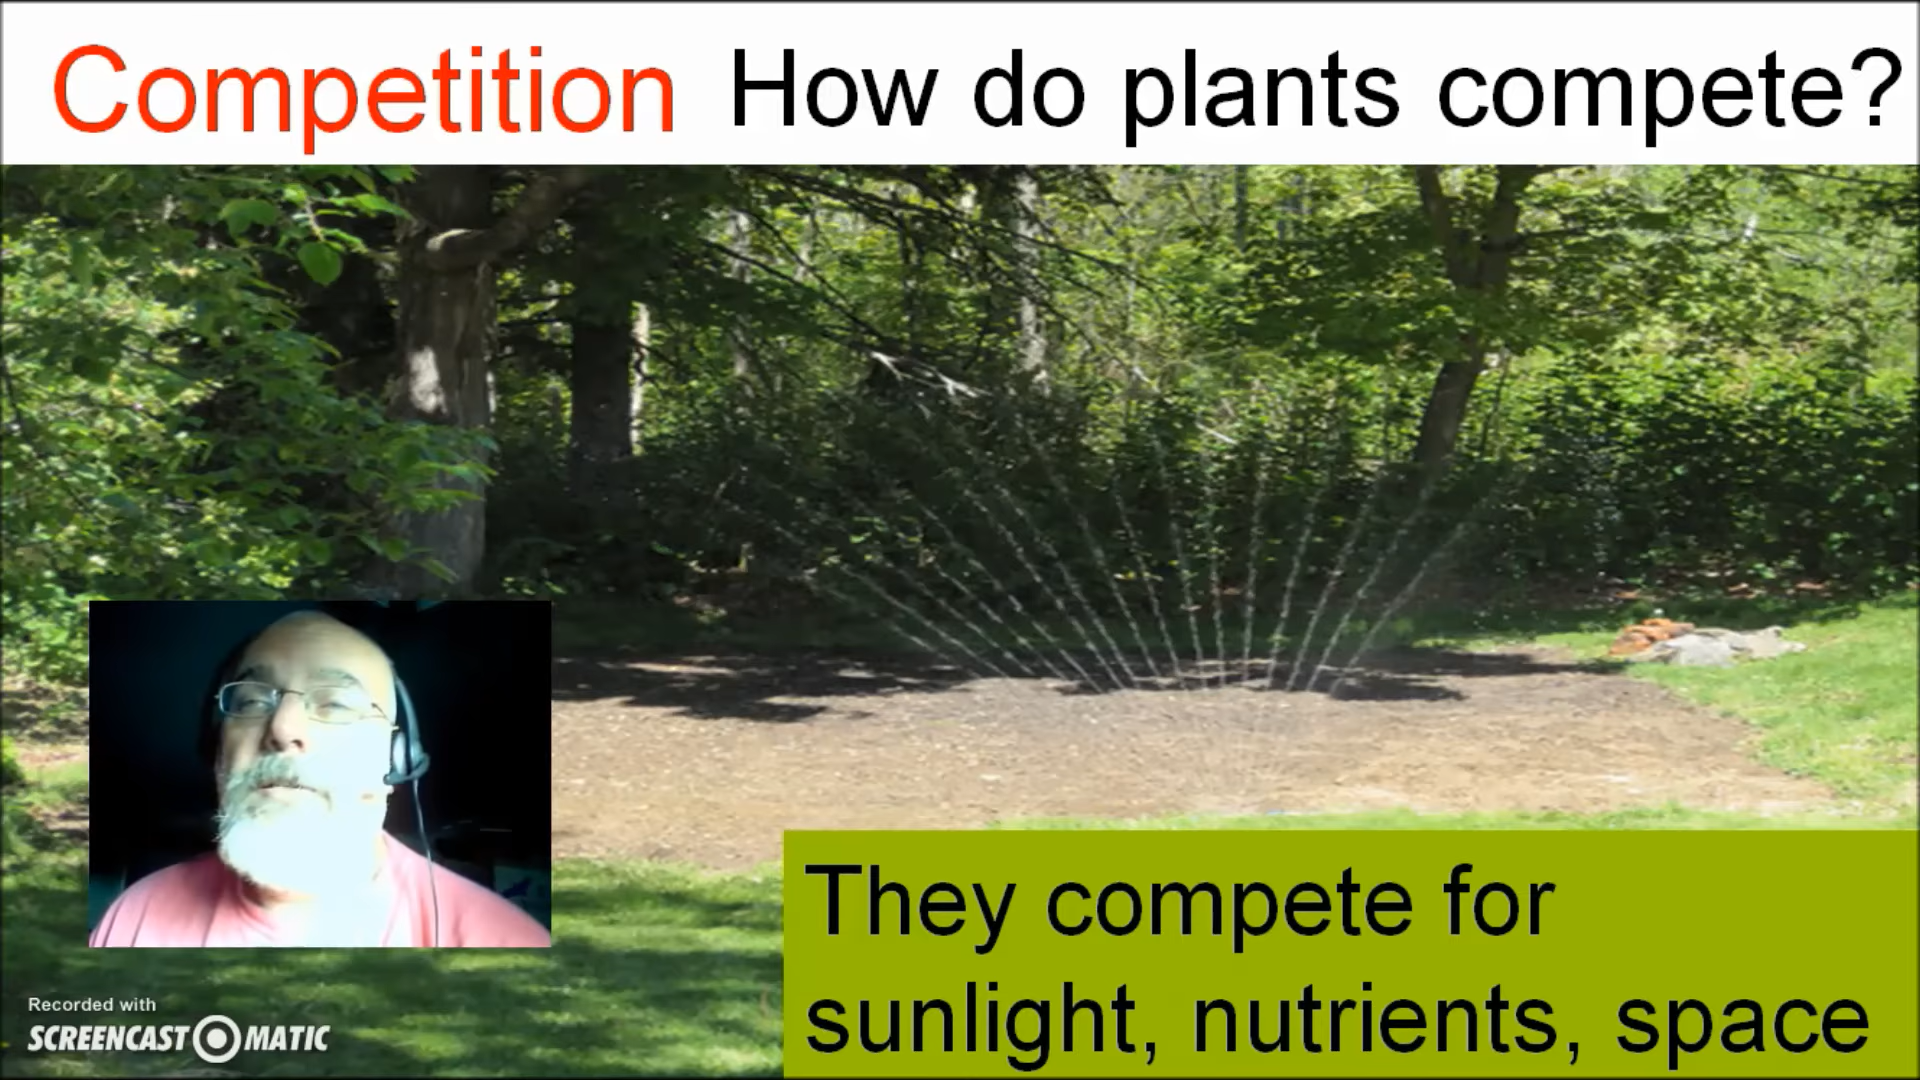 Competition How do plants compete?
They compete for
sunlight, nutrients, space
Recorded with
SCREENCAST O MATIC